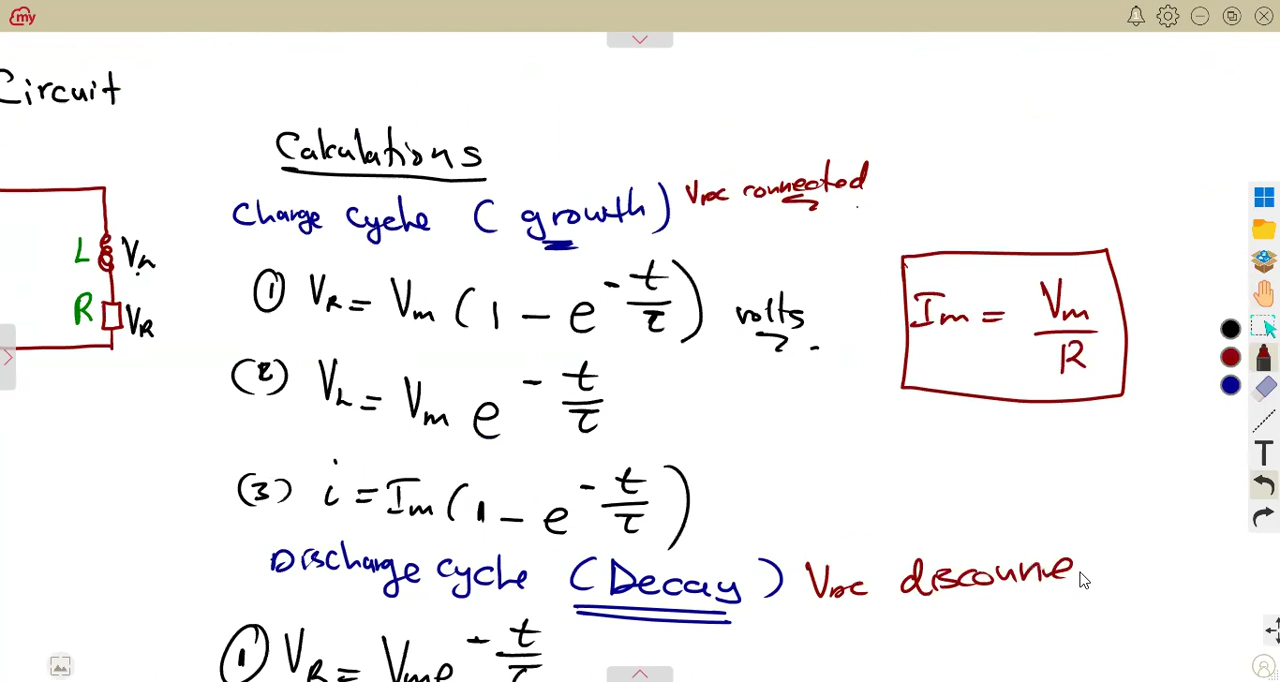 my
Circuit
Calculations
Charge cycle (growth) VDC connected
① VR = Vm (1 - e^-t/τ) volts.
L VL
R VR
Im = Vm/R
(2) VL = Vm e^-t/τ
(3) i = Im (1 - e^-t/τ)
Discharge cycle (Decay) VDC
① VR = Vm e^-t/τ
T